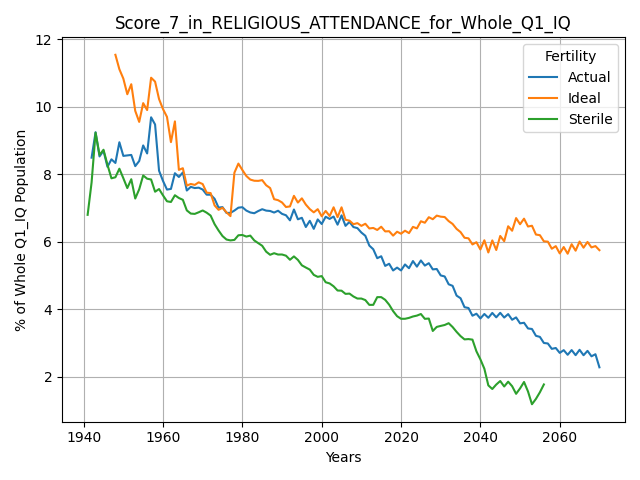 Score_7_in_RELIGIOUS_ATTENDANCE_for_Whole_Q1_IQ
12
10
8
6
4
2
% of Whole Q1_IQ Population
Fertility
Actual
Ideal
Sterile
1940
1960
1980
2000
2020
2040
2060
Years